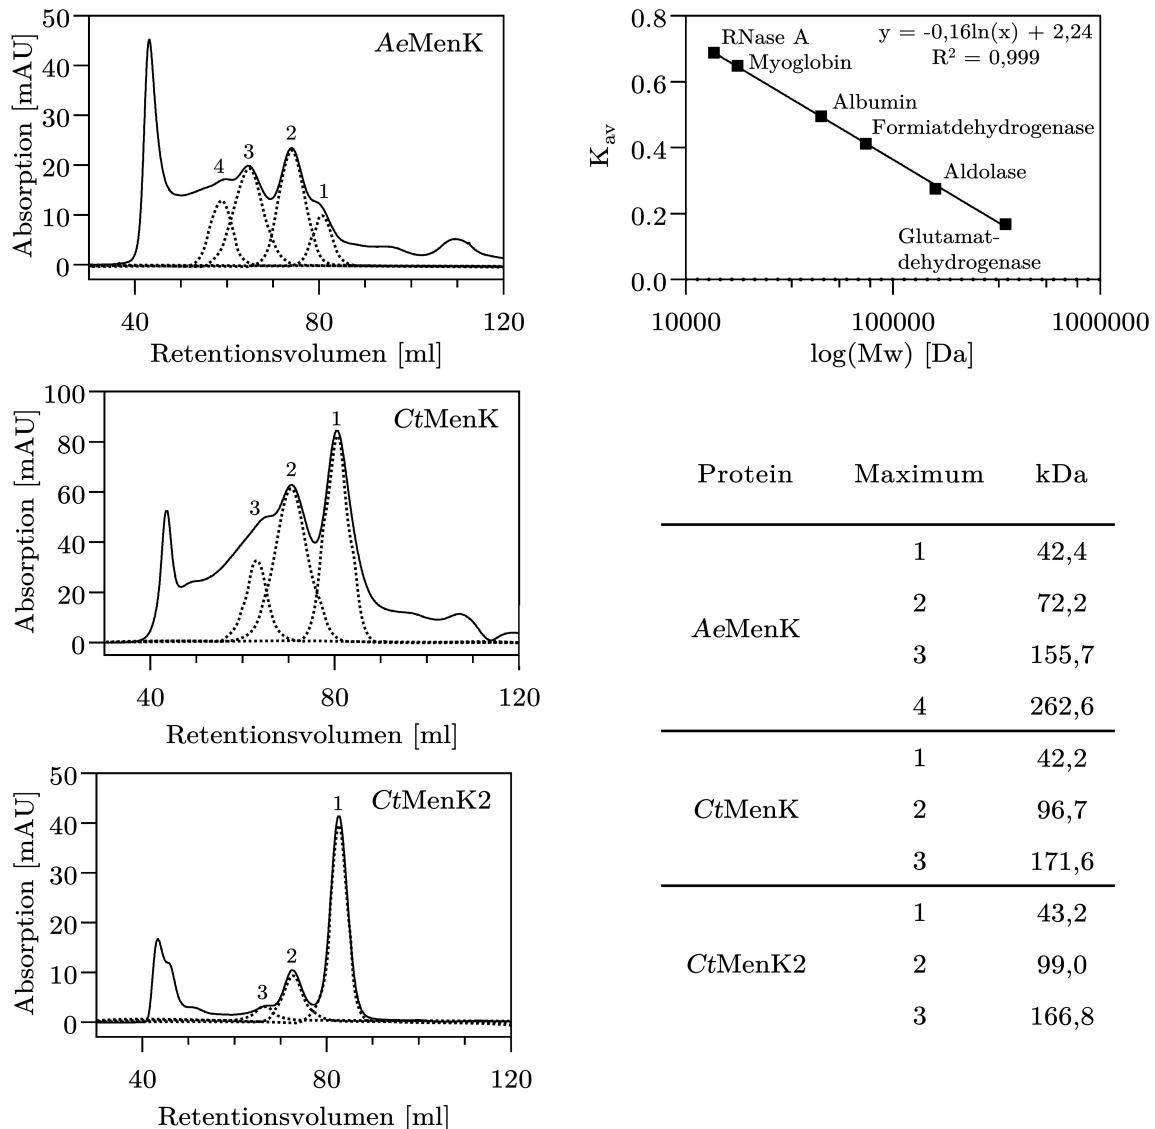 50
40
30
20
10
0
Absorption [mAU]
AeMenK
4
3
2
1
40
80
120
Retentionsvolumen [ml]
0.8
0.6
0.4
0.2
0.0
K_av
RNase A
Myoglobin
Albumin
Formiatdehydrogenase
Aldolase
Glutamat-
dehydrogenase
y = -0,16ln(x) + 2,24
R² = 0,999
10000
100000
1000000
log(Mw) [Da]
100
80
60
40
20
0
Absorption [mAU]
CtMenK
3
2
1
40
80
120
Retentionsvolumen [ml]
50
40
30
20
10
0
Absorption [mAU]
CtMenK2
3
2
1
40
80
120
Retentionsvolumen [ml]
Protein Maximum kDa
AeMenK
1 42,4
2 72,2
3 155,7
4 262,6
CtMenK
1 42,2
2 96,7
3 171,6
CtMenK2
1 43,2
2 99,0
3 166,8